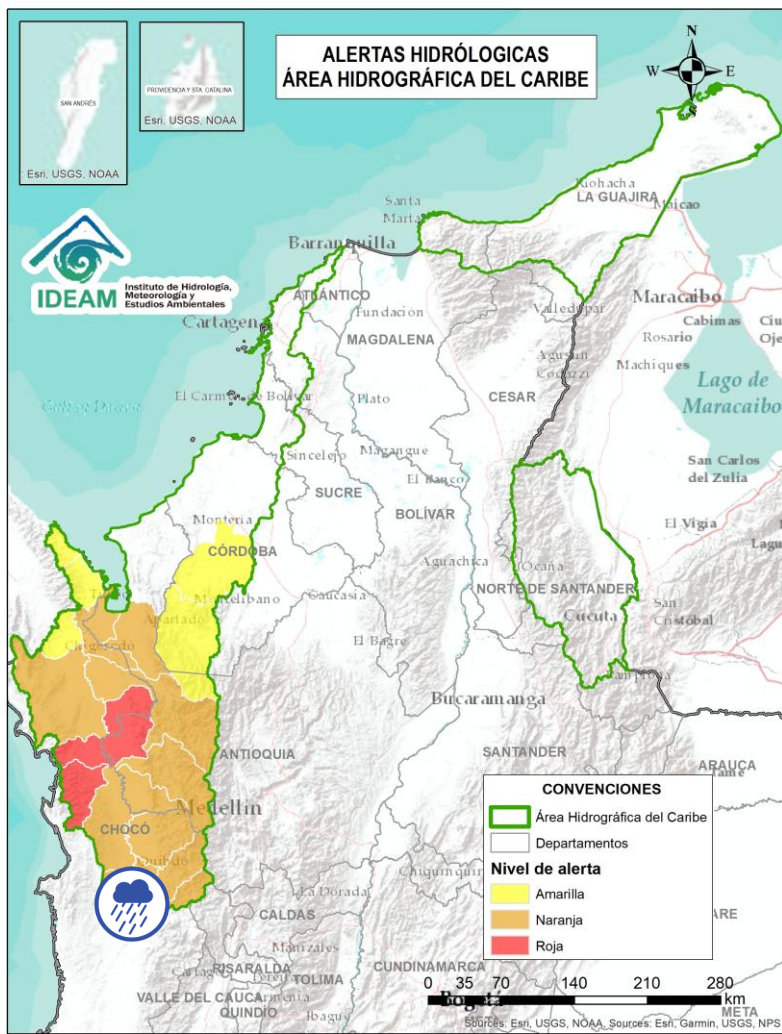 ALERTAS HIDRÓLOGICAS
ÁREA HIDROGRÁFICA DEL CARIBE
SAN ANDRÉS
Esri, USGS, NOAA
PROVIDENCIA Y STA. CATALINA
Esri, USGS, NOAA
N
W
E
S
IDEAM
Instituto de Hidrología,
Meteorología y
Estudios Ambientales
Riohacha
LA GUAJIRA
Maicao
Santa
Marta
Barranquilla
ATLÁNTICO
Maracaibo
Fundación
Valledupar
Cabimas
Cartagen
MAGDALENA
Rosario
Agustín
Codazzi
Machiques
CESAR
Lago de
Maracaibo
El Carmen de Bolívar
Plato
Sincelejo
Magangue
San Carlos
del Zulia
SUCRE
El Banco
BOLÍVAR
Montería
El Vigía
CÓRDOBA
Aguachica
Ocaña
NORTE DE SANTANDER
Montelibano
Caucasia
Apartadó
Cúcuta
San
Cristóbal
Chigorodó
El Bagre
Pamplona
Bucaramanga
ANTIOQUIA
SANTANDER
ARAUCA
Medellín
CHOCÓ
Quibdó
La Dorada
CALDAS
Manizales
RISARALDA
TOLIMA
CUNDINAMARCA
VALLE DEL CAUCA
QUINDÍO
Ibagué
Bogotá
META
CONVENCIONES
Área Hidrográfica del Caribe
Departamentos
Nivel de alerta
Amarilla
Naranja
Roja
0 35 70 140 210 280
km
Sources: Esri, USGS, NOAA, Sources: Esri, Garmin, USGS, NPS